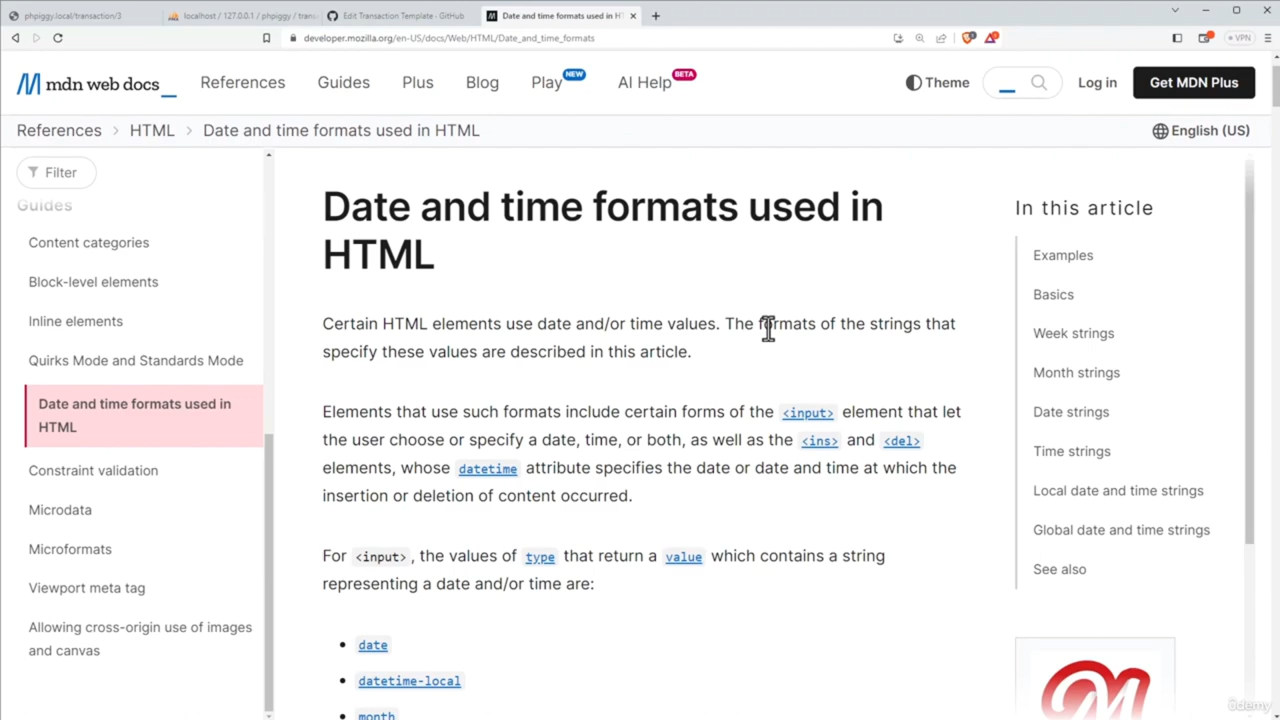 phpiggy.local/transaction/3
localhost / 127.0.0.1 / phpiggy / trans
Edit Transaction Template - GitHub
Date and time formats used in HT
developer.mozilla.org/en-US/docs/Web/HTML/Date_and_time_formats
VPN
mdn web docs_
References
Guides
Plus
Blog
Play NEW
AI Help BETA
Theme
Log in
Get MDN Plus
References > HTML > Date and time formats used in HTML
English (US)
Filter
Guides
Content categories
Block-level elements
Inline elements
Quirks Mode and Standards Mode
Date and time formats used in
HTML
Constraint validation
Microdata
Microformats
Viewport meta tag
Allowing cross-origin use of images
and canvas
Date and time formats used in
HTML
Certain HTML elements use date and/or time values. The formats of the strings that
specify these values are described in this article.
Elements that use such formats include certain forms of the <input> element that let
the user choose or specify a date, time, or both, as well as the <ins> and <del>
elements, whose datetime attribute specifies the date or date and time at which the
insertion or deletion of content occurred.
For <input>, the values of type that return a value which contains a string
representing a date and/or time are:
• date
• datetime-local
• month
In this article
Examples
Basics
Week strings
Month strings
Date strings
Time strings
Local date and time strings
Global date and time strings
See also
ûdemy